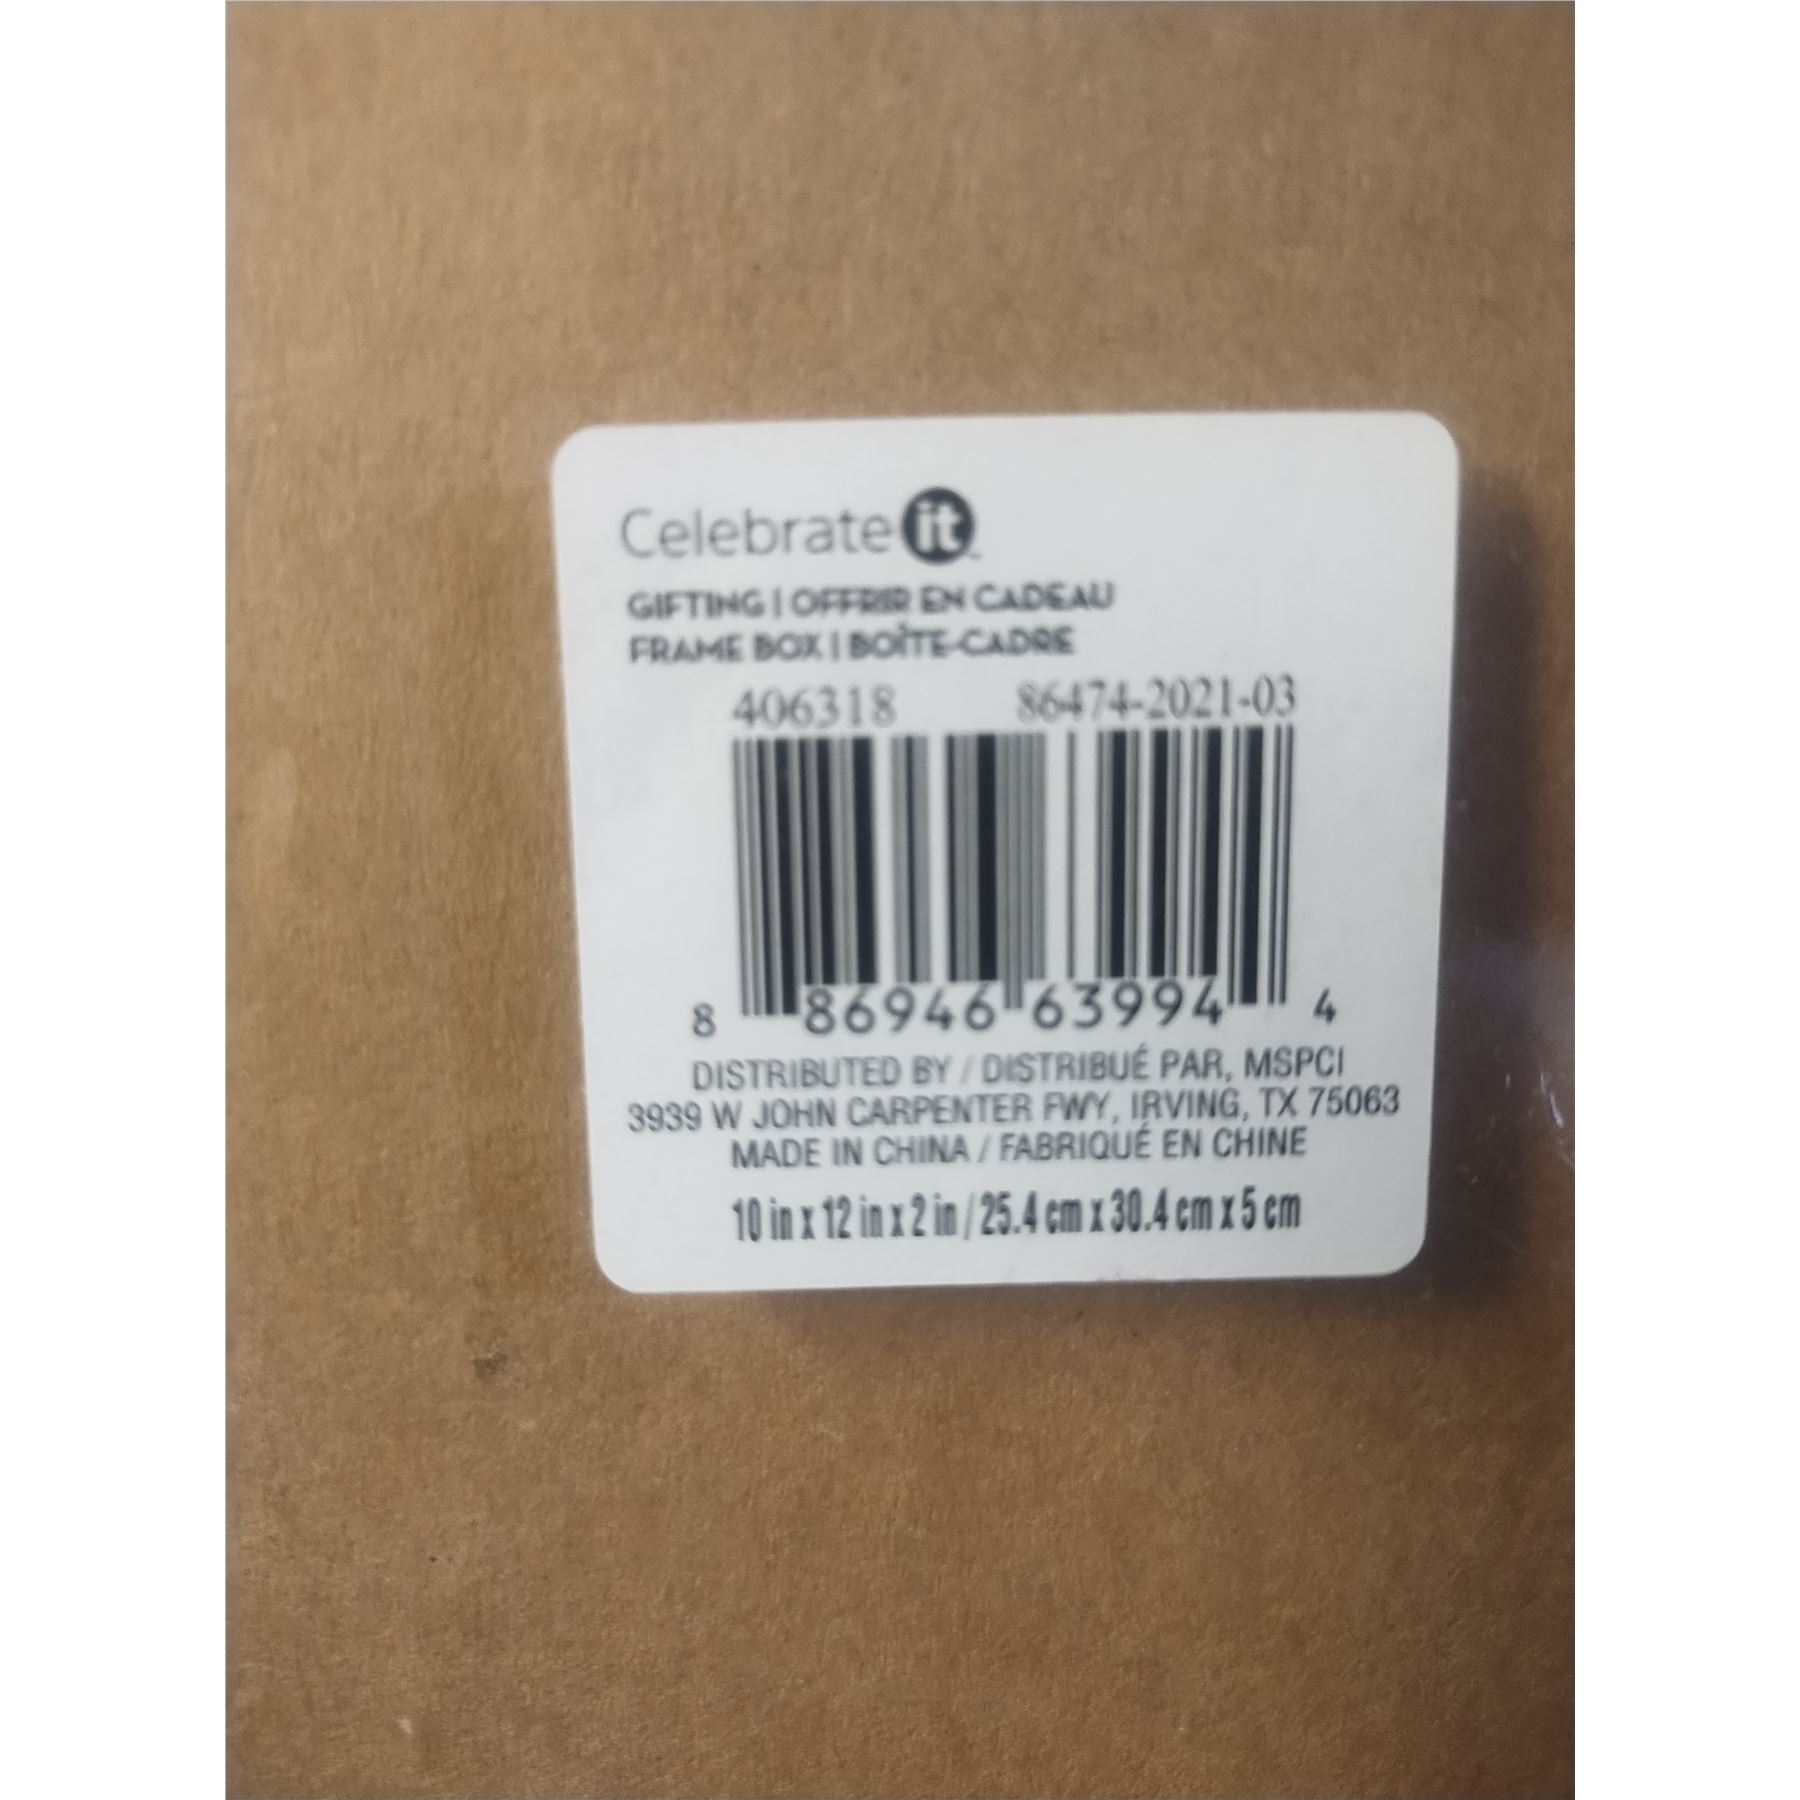 Celebrate it™
GIFTING | OFFRIR EN CADEAU
FRAME BOX | BOÎTE-CADRE
406318 86474-2021-03
8 86946 63994 4
DISTRIBUTED BY / DISTRIBUÉ PAR, MSPCI
3939 W JOHN CARPENTER FWY, IRVING, TX 75063
MADE IN CHINA / FABRIQUÉ EN CHINE
10 in x 12 in x 2 in / 25.4 cm x 30.4 cm x 5 cm